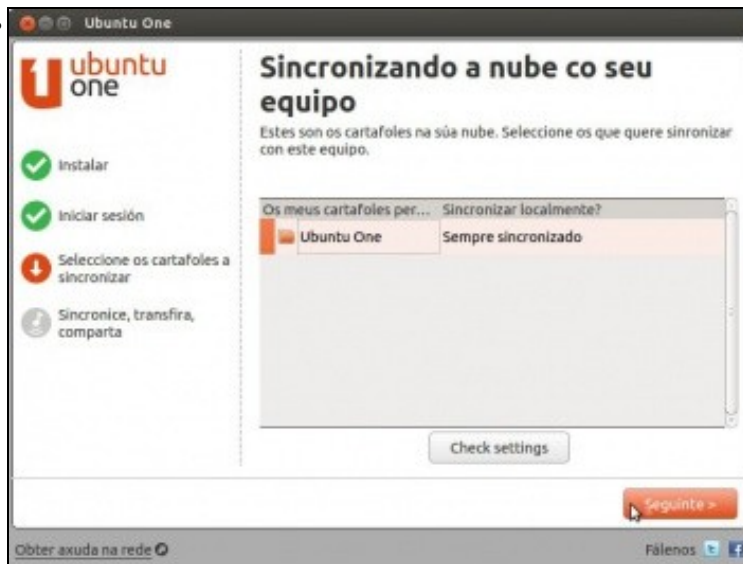 Ubuntu One
ubuntu
one
Instalar
Iniciar sesión
Seleccione os cartafoles a
sincronizar
Sincronice, transfira,
comparta
Sincronizando a nube co seu
equipo
Estes son os cartafoles na súa nube. Seleccione os que quere sinronizar
con este equipo.
Os meus cartafoles per... Sincronizar localmente?
Ubuntu One Sempre sincronizado
Check settings
Seguinte >
Obter axuda na rede
Fálenos